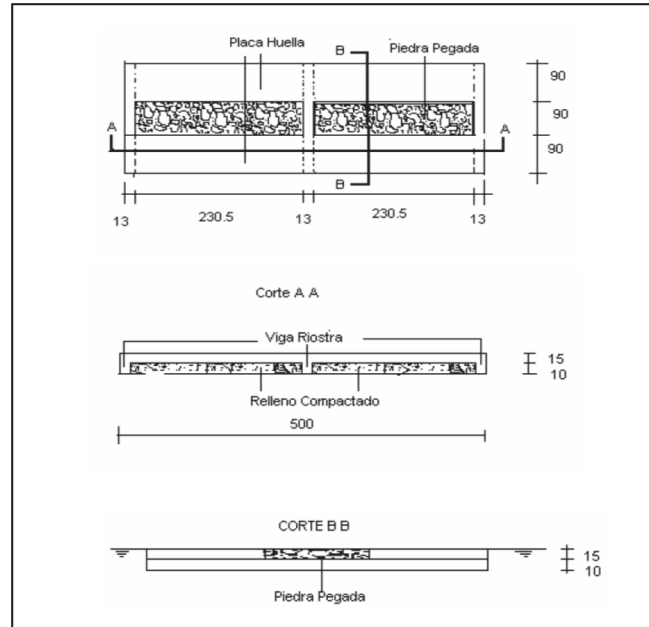 Placa Huella
B
Piedra Pegada
90
A
A
90
90
B
13
230.5
13
230.5
13
Corte A A
Viga Riostra
15
10
Relleno Compactado
500
CORTE B B
15
10
Piedra Pegada